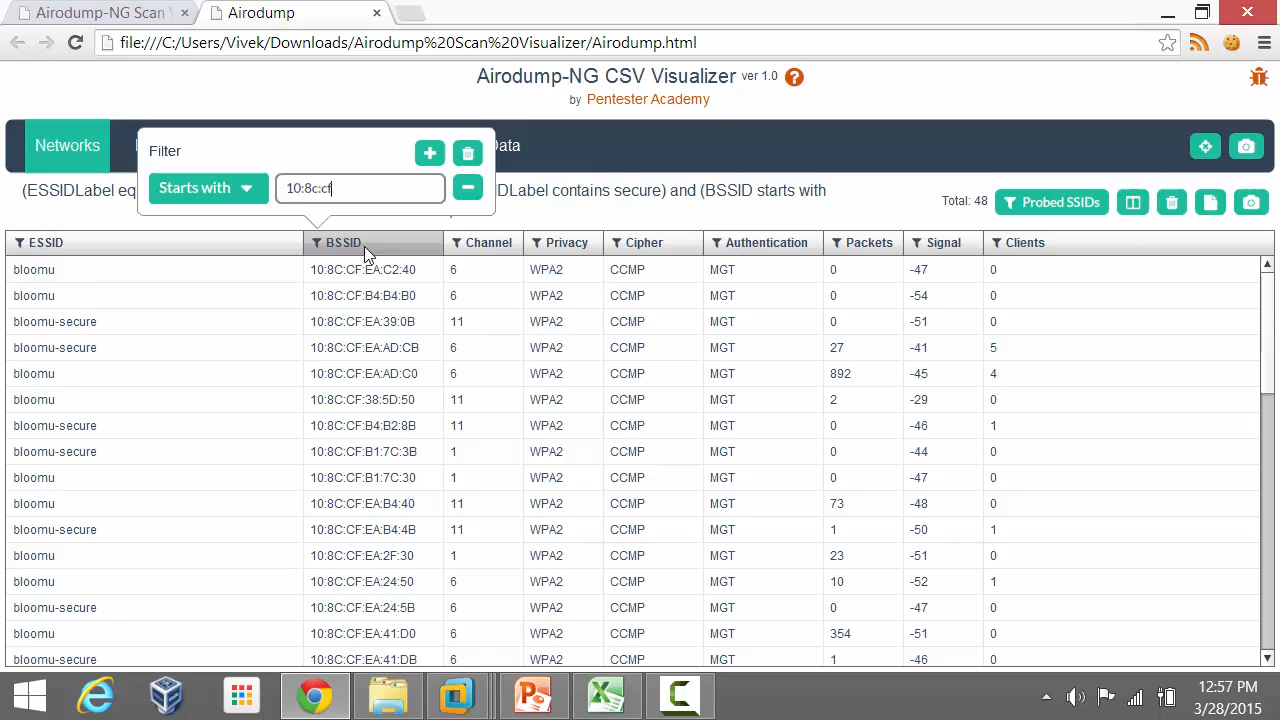 Airodump-NG Scan V
Airodump
file:///C:/Users/Vivek/Downloads/Airodump%20Scan%20Visualizer/Airodump.html
Airodump-NG CSV Visualizer ver 1.0 ?
by Pentester Academy
Networks
Data
Filter
Starts with 10:8c:cf
(ESSIDLabel DLabel contains secure) and (BSSID starts with
Total: 48 Probed SSIDs
ESSID BSSID Channel Privacy Cipher Authentication Packets Signal Clients
bloomu 10:8C:CF:EA:C2:40 6 WPA2 CCMP MGT 0 -47 0
bloomu 10:8C:CF:B4:B4:B0 6 WPA2 CCMP MGT 0 -54 0
bloomu-secure 10:8C:CF:EA:39:0B 11 WPA2 CCMP MGT 0 -51 0
bloomu-secure 10:8C:CF:EA:AD:CB 6 WPA2 CCMP MGT 27 -41 5
bloomu 10:8C:CF:EA:AD:C0 6 WPA2 CCMP MGT 892 -45 4
bloomu 10:8C:CF:38:5D:50 11 WPA2 CCMP MGT 2 -29 0
bloomu-secure 10:8C:CF:B4:B2:8B 11 WPA2 CCMP MGT 0 -46 1
bloomu-secure 10:8C:CF:B1:7C:3B 1 WPA2 CCMP MGT 0 -44 0
bloomu 10:8C:CF:B1:7C:30 1 WPA2 CCMP MGT 0 -47 0
bloomu 10:8C:CF:EA:B4:40 11 WPA2 CCMP MGT 73 -48 0
bloomu-secure 10:8C:CF:EA:B4:4B 11 WPA2 CCMP MGT 1 -50 1
bloomu 10:8C:CF:EA:2F:30 1 WPA2 CCMP MGT 23 -51 0
bloomu 10:8C:CF:EA:24:50 6 WPA2 CCMP MGT 10 -52 1
bloomu-secure 10:8C:CF:EA:24:5B 6 WPA2 CCMP MGT 0 -47 0
bloomu 10:8C:CF:EA:41:D0 6 WPA2 CCMP MGT 354 -51 0
bloomu-secure 10:8C:CF:EA:41:DB 6 WPA2 CCMP MGT 1 -46 0
12:57 PM
3/28/2015